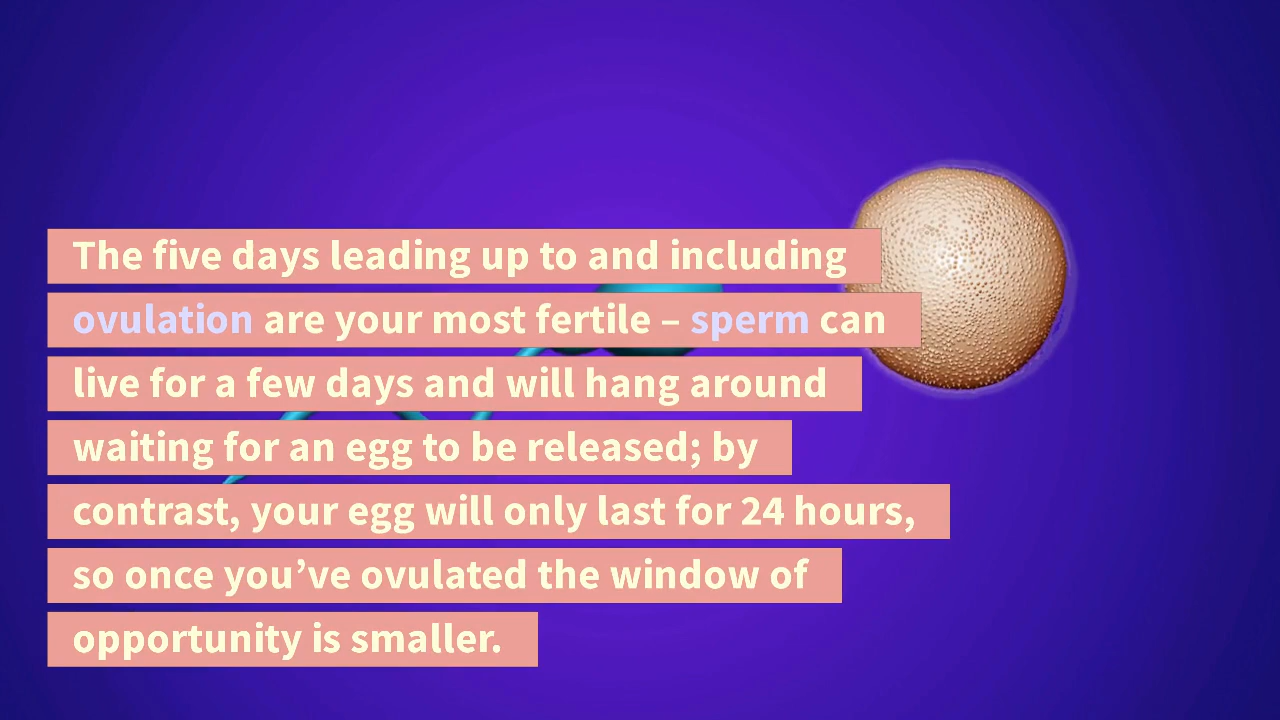 The five days leading up to and including
ovulation are your most fertile – sperm can
live for a few days and will hang around
waiting for an egg to be released; by
contrast, your egg will only last for 24 hours,
so once you’ve ovulated the window of
opportunity is smaller.